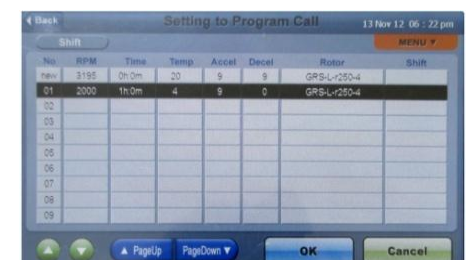 Back Setting to Program Call 13 Nov 12 06 : 22 pm
Shift MENU
No RPM Time Temp Accel Decel Rotor Shift
new 3195 0h:0m 20 9 9 GRS-L-r250-4
01 2000 1h:0m 4 9 0 GRS-L-r250-4
02
03
04
05
06
07
08
09
PageUp PageDown OK Cancel